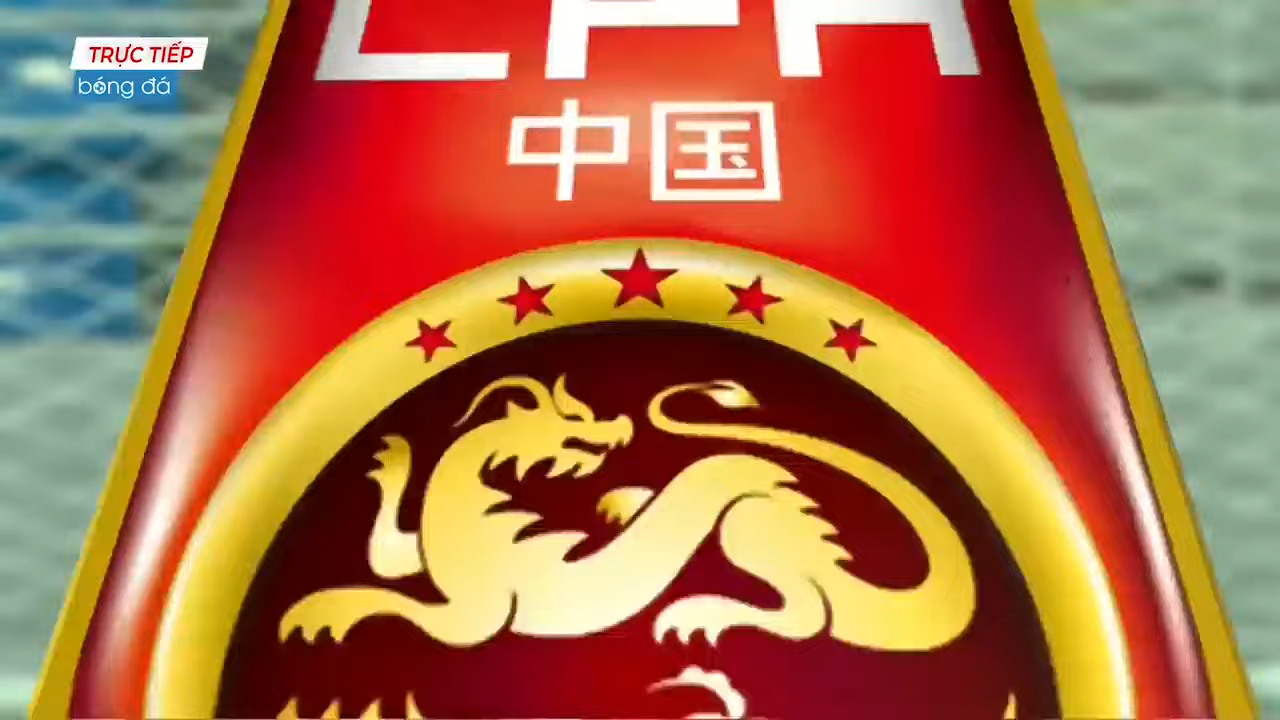 TRỰC TIẾP
bóng đá
中国